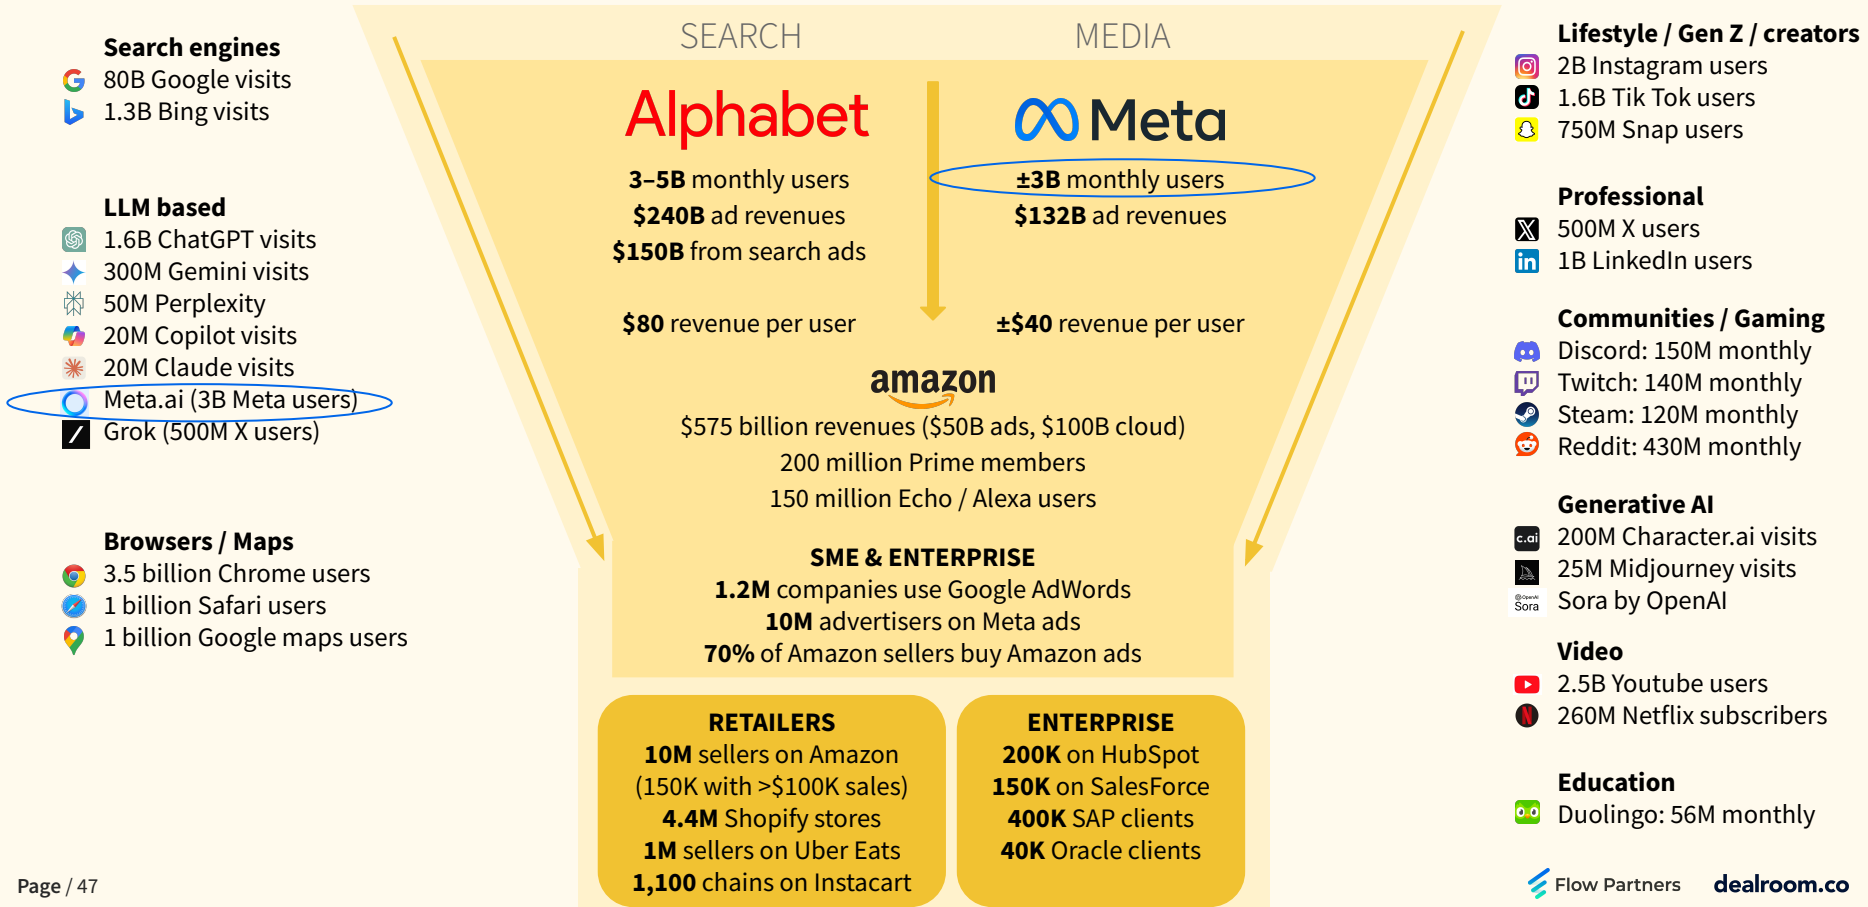 Search engines
80B Google visits
1.3B Bing visits
LLM based
1.6B ChatGPT visits
300M Gemini visits
50M Perplexity
20M Copilot visits
20M Claude visits
Meta.ai (3B Meta users)
Grok (500M X users)
Browsers / Maps
3.5 billion Chrome users
1 billion Safari users
1 billion Google maps users
SEARCH
Alphabet
3–5B monthly users
$240B ad revenues
$150B from search ads
$80 revenue per user
MEDIA
Meta
±3B monthly users
$132B ad revenues
±$40 revenue per user
amazon
$575 billion revenues ($50B ads, $100B cloud)
200 million Prime members
150 million Echo / Alexa users
SME & ENTERPRISE
1.2M companies use Google AdWords
10M advertisers on Meta ads
70% of Amazon sellers buy Amazon ads
RETAILERS
10M sellers on Amazon
(150K with >$100K sales)
4.4M Shopify stores
1M sellers on Uber Eats
1,100 chains on Instacart
ENTERPRISE
200K on HubSpot
150K on SalesForce
400K SAP clients
40K Oracle clients
Lifestyle / Gen Z / creators
2B Instagram users
1.6B Tik Tok users
750M Snap users
Professional
500M X users
in
1B LinkedIn users
Communities / Gaming
Discord: 150M monthly
Twitch: 140M monthly
Steam: 120M monthly
Reddit: 430M monthly
Generative AI
c.ai
200M Character.ai visits
25M Midjourney visits
OpenAI
Sora
Sora by OpenAI
Video
2.5B Youtube users
260M Netflix subscribers
Education
Duolingo: 56M monthly
Page / 47
Flow Partners
dealroom.co